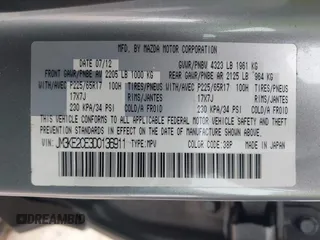 MFD. BY MAZDA MOTOR CORPORATION
DATE: 07/12 GVWR/PNBV 4323 LB 1961 KG
FRONT GAWR/PNBE AV 2205 LB 1000 KG REAR GAWR/PNBE AR 2125 LB 964 KG
WITH/AVEC P225/65R17 100H TIRES/PNEUS WITH/AVEC P225/65R17 100H TIRES/PNEUS
17X7J RIMS/JANTES 17X7J RIMS/JANTES
230 KPA/34 PSI COLD/A FROID 230 KPA/34 PSI COLD/A FROID
THIS VEHICLE CONFORMS TO ALL APPLICABLE FEDERAL MOTOR VEHICLE
SAFETY, BUMPER, AND THEFT PREVENTION STANDARDS IN EFFECT ON
THE DATE OF MANUFACTURE SHOWN ABOVE.
TYPE:MPV COLOR CODE:38P MADE IN JAPAN
DREAMBID